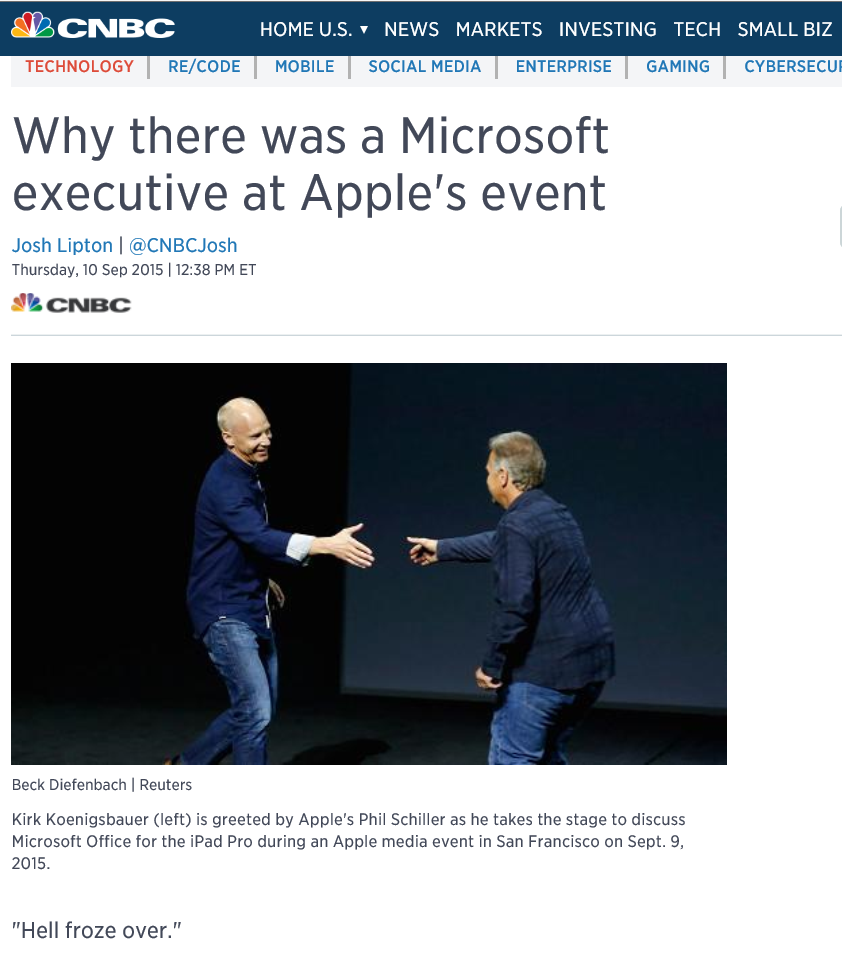 CNBC
HOME U.S. ▼ NEWS MARKETS INVESTING TECH SMALL BIZ
TECHNOLOGY | RE/CODE | MOBILE | SOCIAL MEDIA | ENTERPRISE | GAMING | CYBERSECUR
Why there was a Microsoft
executive at Apple's event
Josh Lipton | @CNBCJosh
Thursday, 10 Sep 2015 | 12:38 PM ET
CNBC
Beck Diefenbach | Reuters
Kirk Koenigsbauer (left) is greeted by Apple's Phil Schiller as he takes the stage to discuss
Microsoft Office for the iPad Pro during an Apple media event in San Francisco on Sept. 9,
2015.
"Hell froze over."